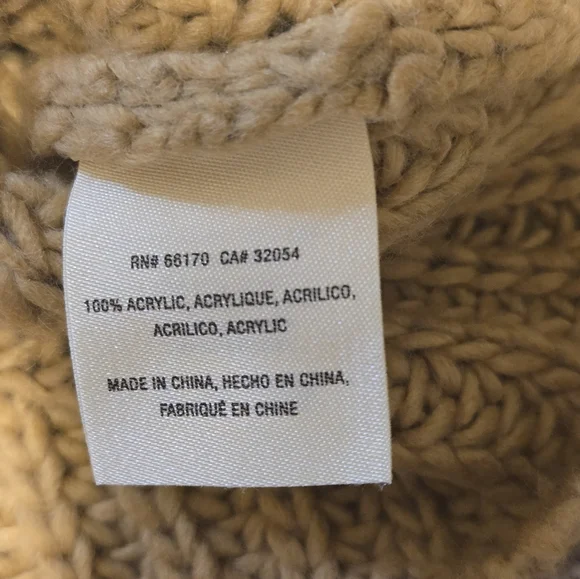 RN# 66170 CA# 32054
100% ACRYLIC, ACRYLIQUE, ACRILICO,
ACRILICO, ACRYLIC
MADE IN CHINA, HECHO EN CHINA,
FABRIQUÉ EN CHINE